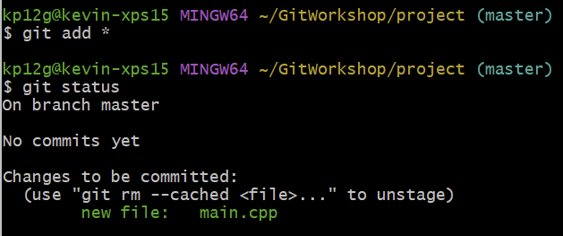 kp12g@kevin-xps15 MINGW64 ~/GitWorkshop/project (master)
$ git add *
kp12g@kevin-xps15 MINGW64 ~/GitWorkshop/project (master)
$ git status
On branch master
No commits yet
Changes to be committed:
  (use "git rm --cached <file>..." to unstage)
        new file:   main.cpp